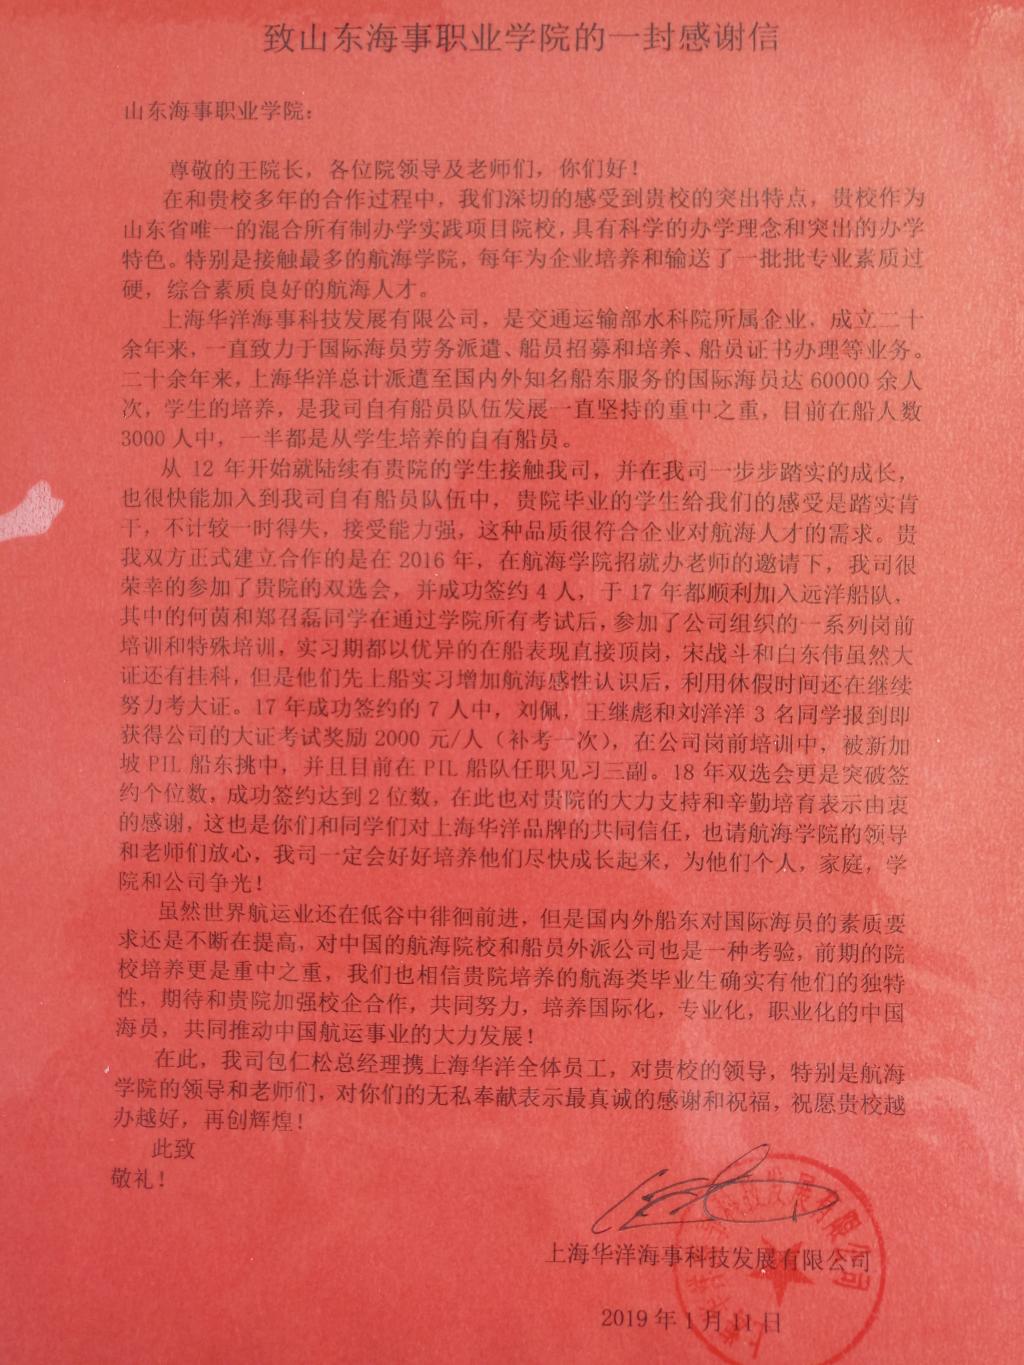 致山东海事职业学院的一封感谢信
山东海事职业学院：
尊敬的王院长，各位院领导及老师们，你们好！
在和贵校多年的合作过程中，我们深切的感受到贵校的突出特点，贵校作为
山东省唯一的混合所有制办学实践项目院校，具有科学的办学理念和突出的办学
特色。特别是接触最多的航海学院，每年为企业培养和输送了一批批专业素质过
硬，综合素质良好的航海人才。
上海华洋海事科技发展有限公司，是交通运输部水科院所属企业，成立二十
余年来，一直致力于国际海员劳务派遣、船员招募和培养、船员证书办理等业务。
二十余年来，上海华洋总计派遣至国内外知名船东服务的国际海员达 60000 余人
次，学生的培养，是我司自有船员队伍发展一直坚持的重中之重，目前在船人数
3000 人中，一半都是从学生培养的自有船员。
从 12 年开始就陆续有贵院的学生接触我司，并在我司一步步踏实的成长，
也很快能加入到我司自有船员队伍中，贵院毕业的学生给我们的感受是踏实肯
干，不计较一时得失，接受能力强，这种品质很符合企业对航海人才的需求。贵
我双方正式建立合作的是在 2016 年，在航海学院招就办老师的邀请下，我司很
荣幸的参加了贵院的双选会，并成功签约 4 人，于 17 年都顺利加入远洋船队，
其中的何茵和郑召磊同学在通过学院所有考试后，参加了公司组织的一系列岗前
培训和特殊培训，实习期都以优异的在船表现直接顶岗，宋战斗和白东伟虽然大
证还有挂科，但是他们先上船实习增加航海感性认识后，利用休假时间还在继续
努力考大证。17 年成功签约的 7 人中，刘佩，王继彪和刘洋洋 3 名同学报到即
获得公司的大证考试奖励 2000 元/人（补考一次），在公司岗前培训中，被新加
坡 PIL 船东挑中，并且目前在 PIL 船队任职见习三副。18 年双选会更是突破签
约个位数，成功签约达到 2 位数，在此也对贵院的大力支持和辛勤培育表示由衷
的感谢，这也是你们和同学们对上海华洋品牌的共同信任，也请航海学院的领导
和老师们放心，我司一定会好好培养他们尽快成长起来，为他们个人，家庭，学
院和公司争光！
虽然世界航运业还在低谷中徘徊前进，但是国内外船东对国际海员的素质要
求还是不断在提高，对中国的航海院校和船员外派公司也是一种考验，前期的院
校培养更是重中之重，我们也相信贵院培养的航海类毕业生确实有他们的独特
性，期待和贵院加强校企合作，共同努力，培养国际化，专业化，职业化的中国
海员，共同推动中国航运事业的大力发展！
在此，我司包仁松总经理携上海华洋全体员工，对贵校的领导，特别是航海
学院的领导和老师们，对你们的无私奉献表示最真诚的感谢和祝福，祝愿贵校越
办越好，再创辉煌！
此致
敬礼！
上海华洋海事科技发展有限公司
2019 年 1 月 11 日